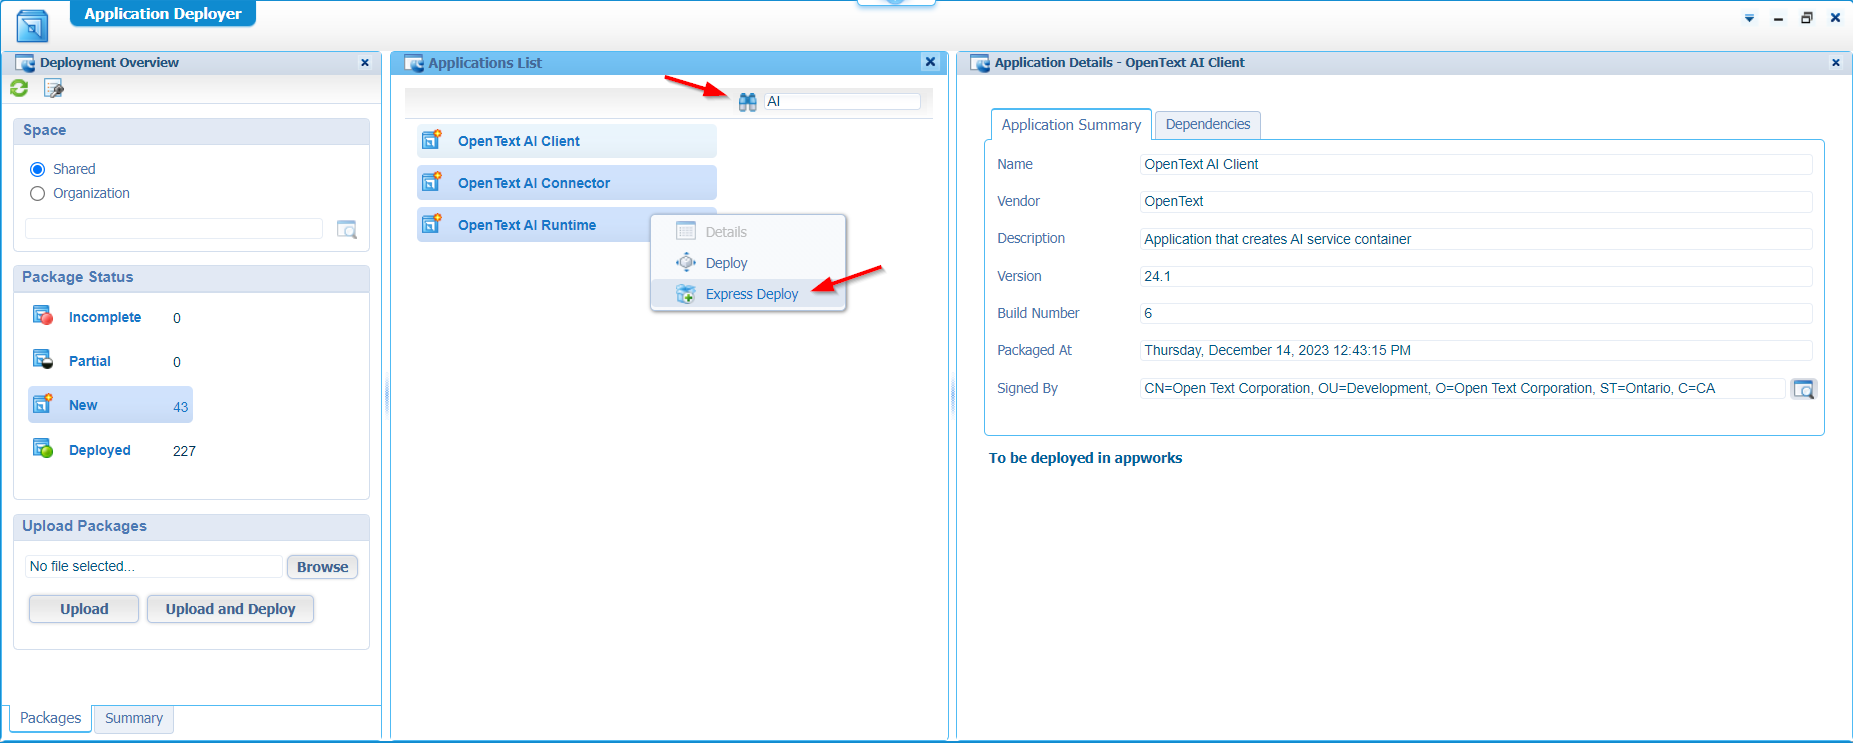 Application Deployer
Deployment Overview
Space
Shared
Organization
Package Status
Incomplete 0
Partial 0
New 43
Deployed 227
Upload Packages
No file selected... Browse
Upload Upload and Deploy
Packages Summary
Applications List
AI
OpenText AI Client
OpenText AI Connector
OpenText AI Runtime
Details
Deploy
Express Deploy
Application Details - OpenText AI Client
Application Summary Dependencies
Name OpenText AI Client
Vendor OpenText
Description Application that creates AI service container
Version 24.1
Build Number 6
Packaged At Thursday, December 14, 2023 12:43:15 PM
Signed By CN=Open Text Corporation, OU=Development, O=Open Text Corporation, ST=Ontario, C=CA
To be deployed in appworks